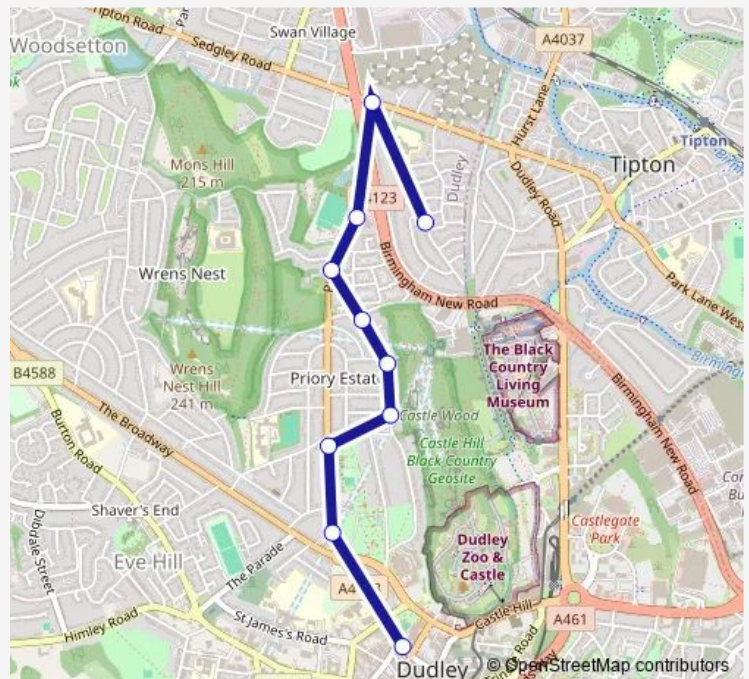 Woodsetton
Tipton Road
Sedgley Road
Swan Village
A4037
Hurst Lane
Tipton
Tipton
Mons Hill
215 m
Dudley
Dudley Road
Wrens Nest
Birmingham New Road
Park Lane West
B4588
Wrens
Nest Hill
241 m
Priory Estat
The Black
Country
Living
Museum
Castle Wood
Castle Hill
Black Country
Geosite
The Broadway
Burton Road
Birmingham New Road
Shaver's End
Dibdale Street
Eve Hill
The Parade
Castlegate
Park
Dudley
Zoo &
Castle
St James's Road
Himley Road
Castle Hill
A461
Dudley
© OpenStreetMap contributors